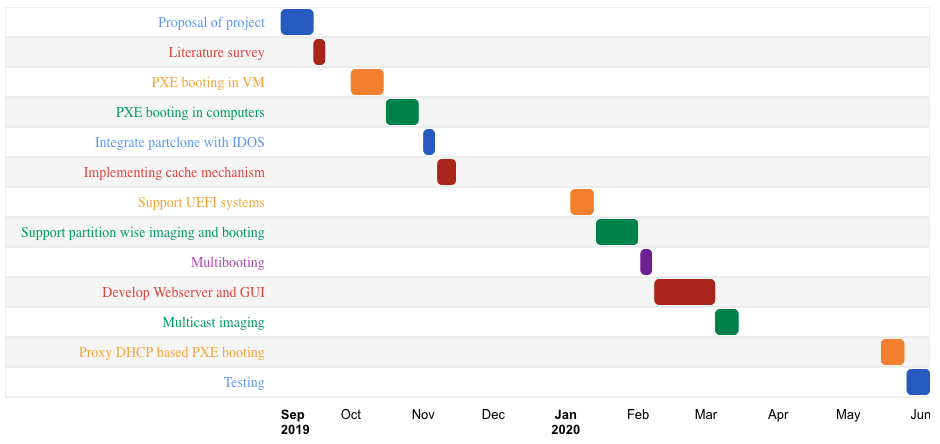 Proposal of project
Literature survey
PXE booting in VM
PXE booting in computers
Integrate partclone with IDOS
Implementing cache mechanism
Support UEFI systems
Support partition wise imaging and booting
Multibooting
Develop Webserver and GUI
Multicast imaging
Proxy DHCP based PXE booting
Testing
Sep Oct Nov Dec Jan Feb Mar Apr May Jun
2019 2020